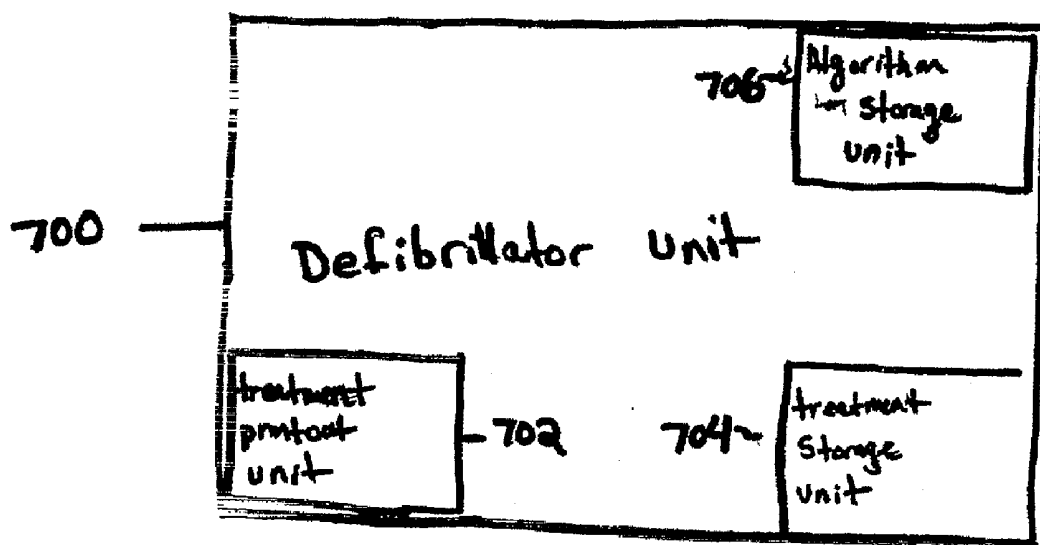 706
Algorithm
Storage
unit
700
Defibrillator Unit
treatment
printout
unit
702
704
treatment
Storage
unit